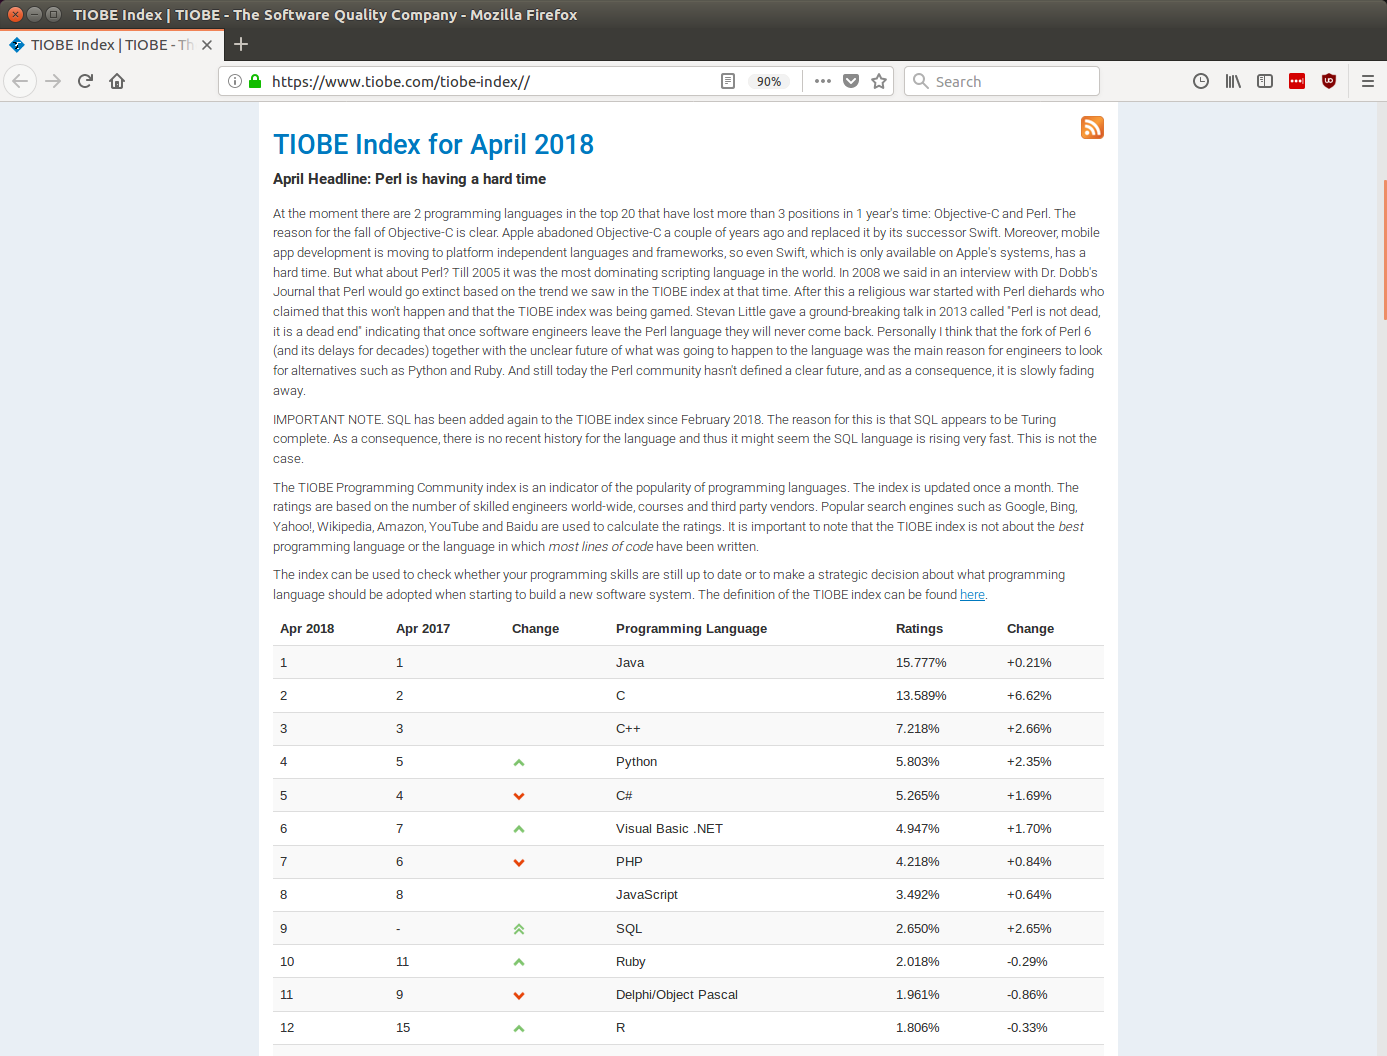 TIOBE Index | TIOBE - The Software Quality Company - Mozilla Firefox
TIOBE Index | TIOBE - Th
https://www.tiobe.com/tiobe-index//
90%
Search
TIOBE Index for April 2018
April Headline: Perl is having a hard time
At the moment there are 2 programming languages in the top 20 that have lost more than 3 positions in 1 year's time: Objective-C and Perl. The
reason for the fall of Objective-C is clear. Apple abadoned Objective-C a couple of years ago and replaced it by its successor Swift. Moreover, mobile
app development is moving to platform independent languages and frameworks, so even Swift, which is only available on Apple's systems, has a
hard time. But what about Perl? Till 2005 it was the most dominating scripting language in the world. In 2008 we said in an interview with Dr. Dobb's
Journal that Perl would go extinct based on the trend we saw in the TIOBE index at that time. After this a religious war started with Perl diehards who
claimed that this won't happen and that the TIOBE index was being gamed. Stevan Little gave a ground-breaking talk in 2013 called "Perl is not dead,
it is a dead end" indicating that once software engineers leave the Perl language they will never come back. Personally I think that the fork of Perl 6
(and its delays for decades) together with the unclear future of what was going to happen to the language was the main reason for engineers to look
for alternatives such as Python and Ruby. And still today the Perl community hasn't defined a clear future, and as a consequence, it is slowly fading
away.
IMPORTANT NOTE. SQL has been added again to the TIOBE index since February 2018. The reason for this is that SQL appears to be Turing
complete. As a consequence, there is no recent history for the language and thus it might seem the SQL language is rising very fast. This is not the
case.
The TIOBE Programming Community index is an indicator of the popularity of programming languages. The index is updated once a month. The
ratings are based on the number of skilled engineers world-wide, courses and third party vendors. Popular search engines such as Google, Bing,
Yahoo!, Wikipedia, Amazon, YouTube and Baidu are used to calculate the ratings. It is important to note that the TIOBE index is not about the best
programming language or the language in which most lines of code have been written.
The index can be used to check whether your programming skills are still up to date or to make a strategic decision about what programming
language should be adopted when starting to build a new software system. The definition of the TIOBE index can be found here.
Apr 2018 Apr 2017 Change Programming Language Ratings Change
1 1 Java 15.777% +0.21%
2 2 C 13.589% +6.62%
3 3 C++ 7.218% +2.66%
4 5 Python 5.803% +2.35%
5 4 C# 5.265% +1.69%
6 7 Visual Basic .NET 4.947% +1.70%
7 6 PHP 4.218% +0.84%
8 8 JavaScript 3.492% +0.64%
9 - SQL 2.650% +2.65%
10 11 Ruby 2.018% -0.29%
11 9 Delphi/Object Pascal 1.961% -0.86%
12 15 R 1.806% -0.33%